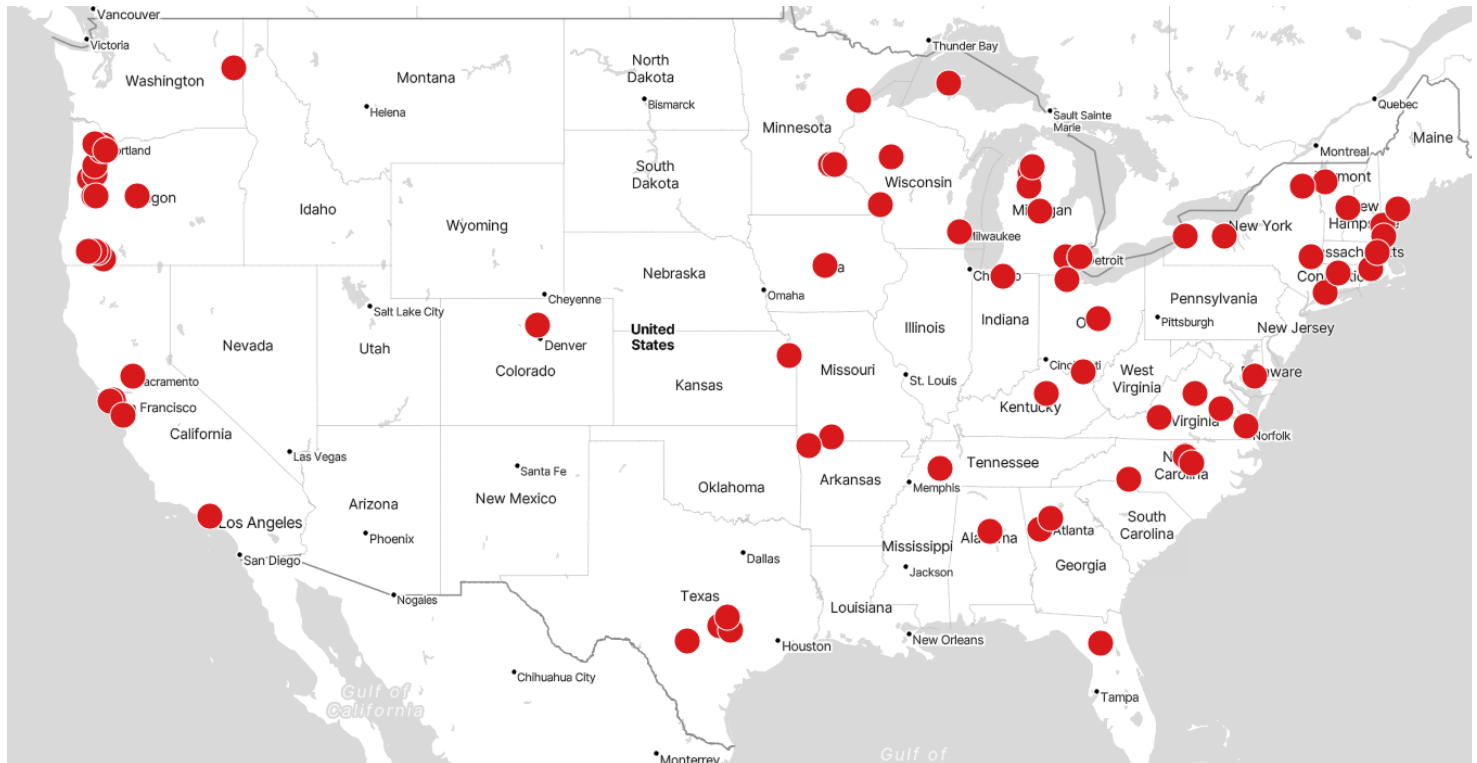 Vancouver
Victoria
Washington
Montana
Helena
North
Dakota
Bismarck
Thunder Bay
Sault Sainte
Marie
Quebec
Montreal
Maine
Minnesota
Wisconsin
South
Dakota
Idaho
Wyoming
New York
Milwaukee
Nebraska
Omaha
Cheyenne
Salt Lake City
Nevada
Utah
Denver
Colorado
United
States
Kansas
Illinois
Indiana
Pennsylvania
Pittsburgh
New Jersey
Missouri
St. Louis
West
Virginia
Kentucky
Virginia
Norfolk
California
Las Vegas
Santa Fe
New Mexico
Arizona
Phoenix
Oklahoma
Arkansas
Tennessee
Memphis
Carolina
South
Carolina
Los Angeles
San Diego
Nogales
Dallas
Mississippi
Jackson
Atlanta
Georgia
Texas
Louisiana
Houston
New Orleans
Chihuahua City
Gulf of
California
Tampa
Monterrey
Gulf of